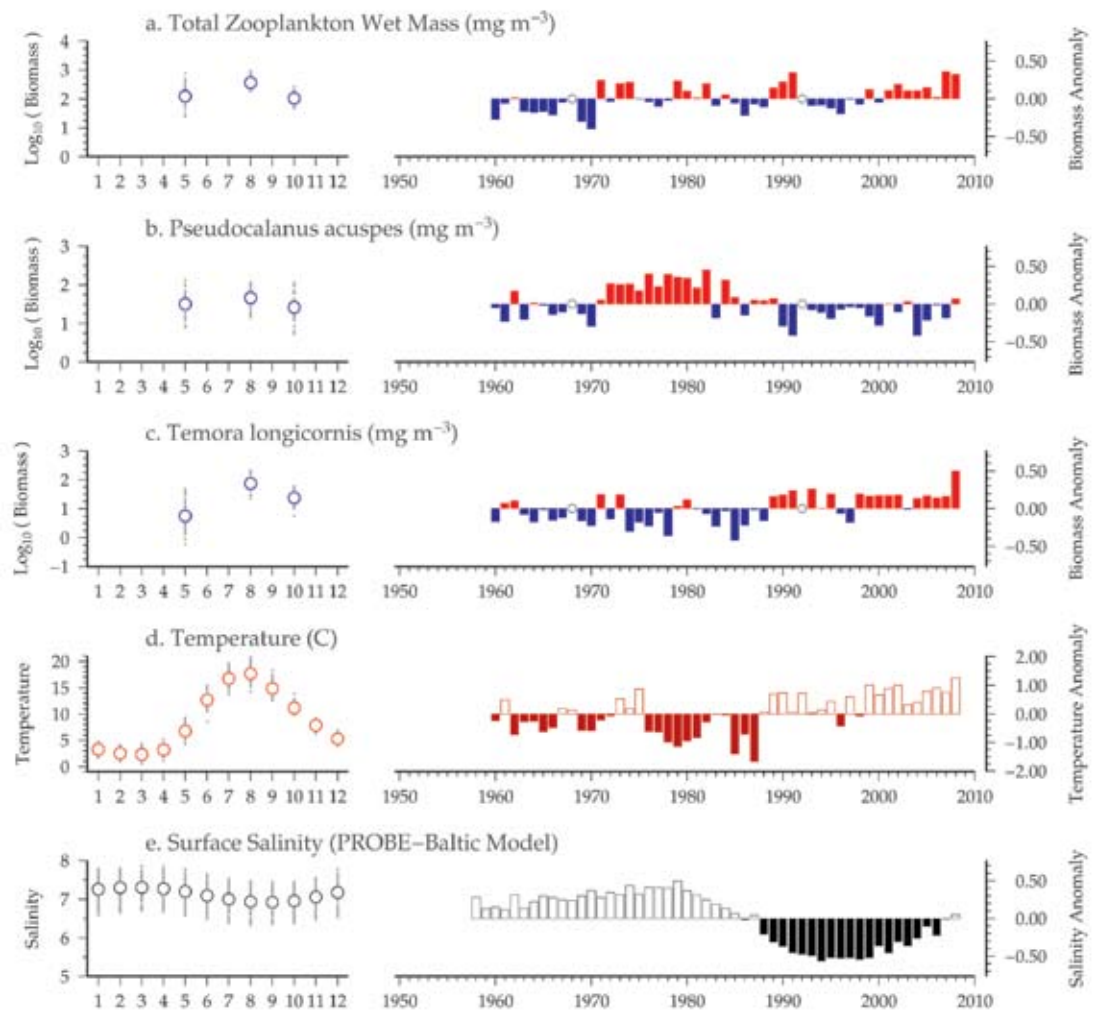 a. Total Zooplankton Wet Mass (mg m⁻³)
Log₁₀ ( Biomass )
4
3
2
1
0
1 2 3 4 5 6 7 8 9 10 11 12
1950 1960 1970 1980 1990 2000 2010
0.50
0.00
−0.50
Biomass Anomaly
b. Pseudocalanus acuspes (mg m⁻³)
Log₁₀ ( Biomass )
3
2
1
0
1 2 3 4 5 6 7 8 9 10 11 12
1950 1960 1970 1980 1990 2000 2010
0.50
0.00
−0.50
Biomass Anomaly
c. Temora longicornis (mg m⁻³)
Log₁₀ ( Biomass )
3
2
1
0
−1
1 2 3 4 5 6 7 8 9 10 11 12
1950 1960 1970 1980 1990 2000 2010
0.50
0.00
−0.50
Biomass Anomaly
d. Temperature (C)
Temperature
20
15
10
5
0
1 2 3 4 5 6 7 8 9 10 11 12
1950 1960 1970 1980 1990 2000 2010
2.00
1.00
0.00
−1.00
−2.00
Temperature Anomaly
e. Surface Salinity (PROBE−Baltic Model)
Salinity
8
7
6
5
1 2 3 4 5 6 7 8 9 10 11 12
1950 1960 1970 1980 1990 2000 2010
0.50
0.00
−0.50
Salinity Anomaly